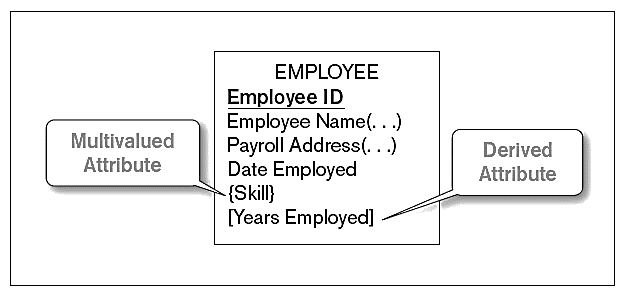 EMPLOYEE
Employee ID
Employee Name(. . .)
Payroll Address(. . .)
Date Employed
{Skill}
[Years Employed]
Multivalued
Attribute
Derived
Attribute